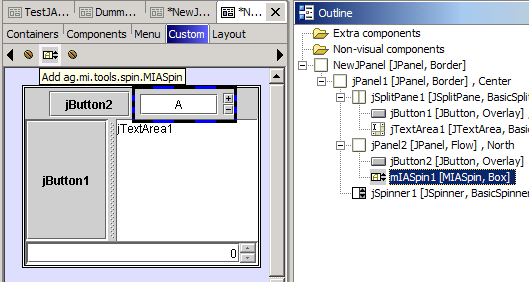 TestJA...
Dumm...
*NewJ...
*N...
Containers Components Menu Custom Layout
Add ag.mi.tools.spin.MIASpin
jButton2
A
jTextArea1
jButton1
0
Outline
Extra components
Non-visual components
NewJPanel [JPanel, Border]
jPanel1 [JPanel, Border] , Center
jSplitPane1 [JSplitPane, BasicSpl
jButton1 [JButton, Overlay] ,
jTextArea1 [JTextArea, Basi
jPanel2 [JPanel, Flow] , North
jButton2 [JButton, Overlay]
mIASpin1 [MIASpin, Box]
jSpinner1 [JSpinner, BasicSpinner